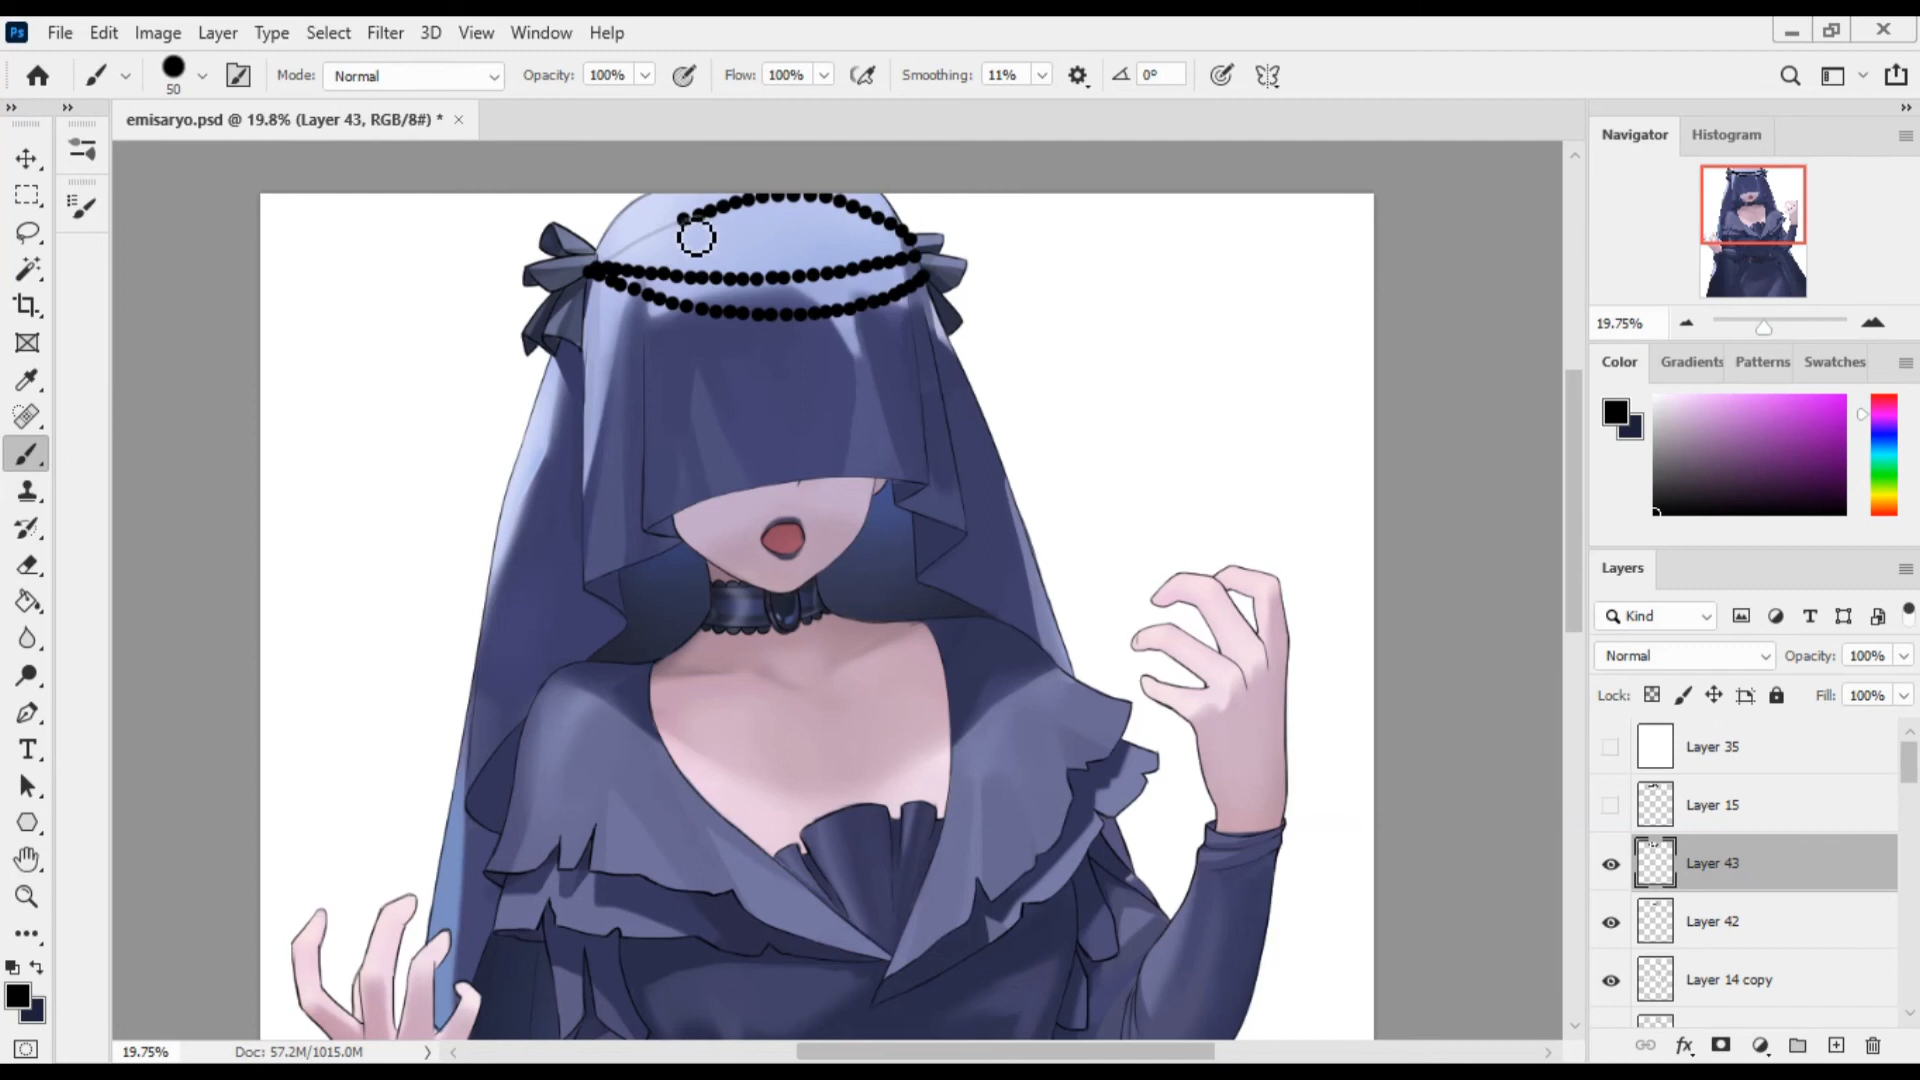 Ps File Edit Image Layer Type Select Filter 3D View Window Help
50 Mode: Normal Opacity: 100% Flow: 100% Smoothing: 11% 0°
emisaryo.psd @ 19.8% (Layer 43, RGB/8#) * ×
Navigator Histogram
19.75%
Color Gradients Patterns Swatches
Layers
Kind
Normal Opacity: 100%
Lock: Fill: 100%
Layer 35
Layer 15
Layer 43
Layer 42
Layer 14 copy
19.75% Doc: 57.2M/1015.0M